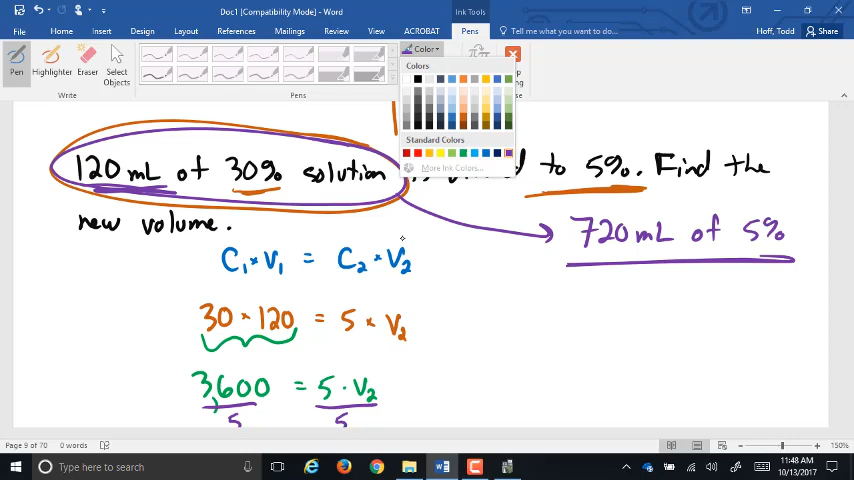 Doc1 [Compatibility Mode] - Word
Ink Tools
Hoff, Todd
File
Home
Insert
Design
Layout
References
Mailings
Review
View
ACROBAT
Pens
Tell me what you want to do...
Share
Pen
Highlighter
Eraser
Select
Objects
Color
Write
Pens
Colors
Standard Colors
More Ink Colors...
120 mL of 30% solution to 5%. Find the
new volume.
720 mL of 5%
C₁ * V₁ = C₂ * V₂
30 * 120 = 5 * V₂
3,600 = 5 · V₂
5 5
Page 9 of 70
0 words
150%
Type here to search
11:48 AM
10/13/2017